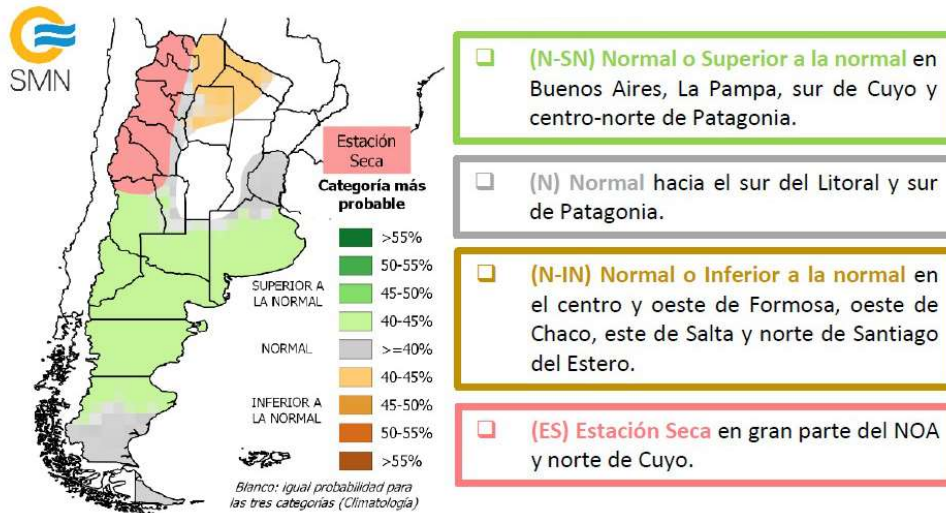 SMN
Estación
Seca
Categoría más
probable
>55%
50-55%
SUPERIOR A
LA NORMAL
45-50%
40-45%
NORMAL
>=40%
40-45%
INFERIOR A
LA NORMAL
45-50%
50-55%
>55%
Blanco: igual probabilidad para
las tres categorías (Climatología)
(N-SN) Normal o Superior a la normal en
Buenos Aires, La Pampa, sur de Cuyo y
centro-norte de Patagonia.
(N) Normal hacia el sur del Litoral y sur
de Patagonia.
(N-IN) Normal o Inferior a la normal en
el centro y oeste de Formosa, oeste de
Chaco, este de Salta y norte de Santiago
del Estero.
(ES) Estación Seca en gran parte del NOA
y norte de Cuyo.